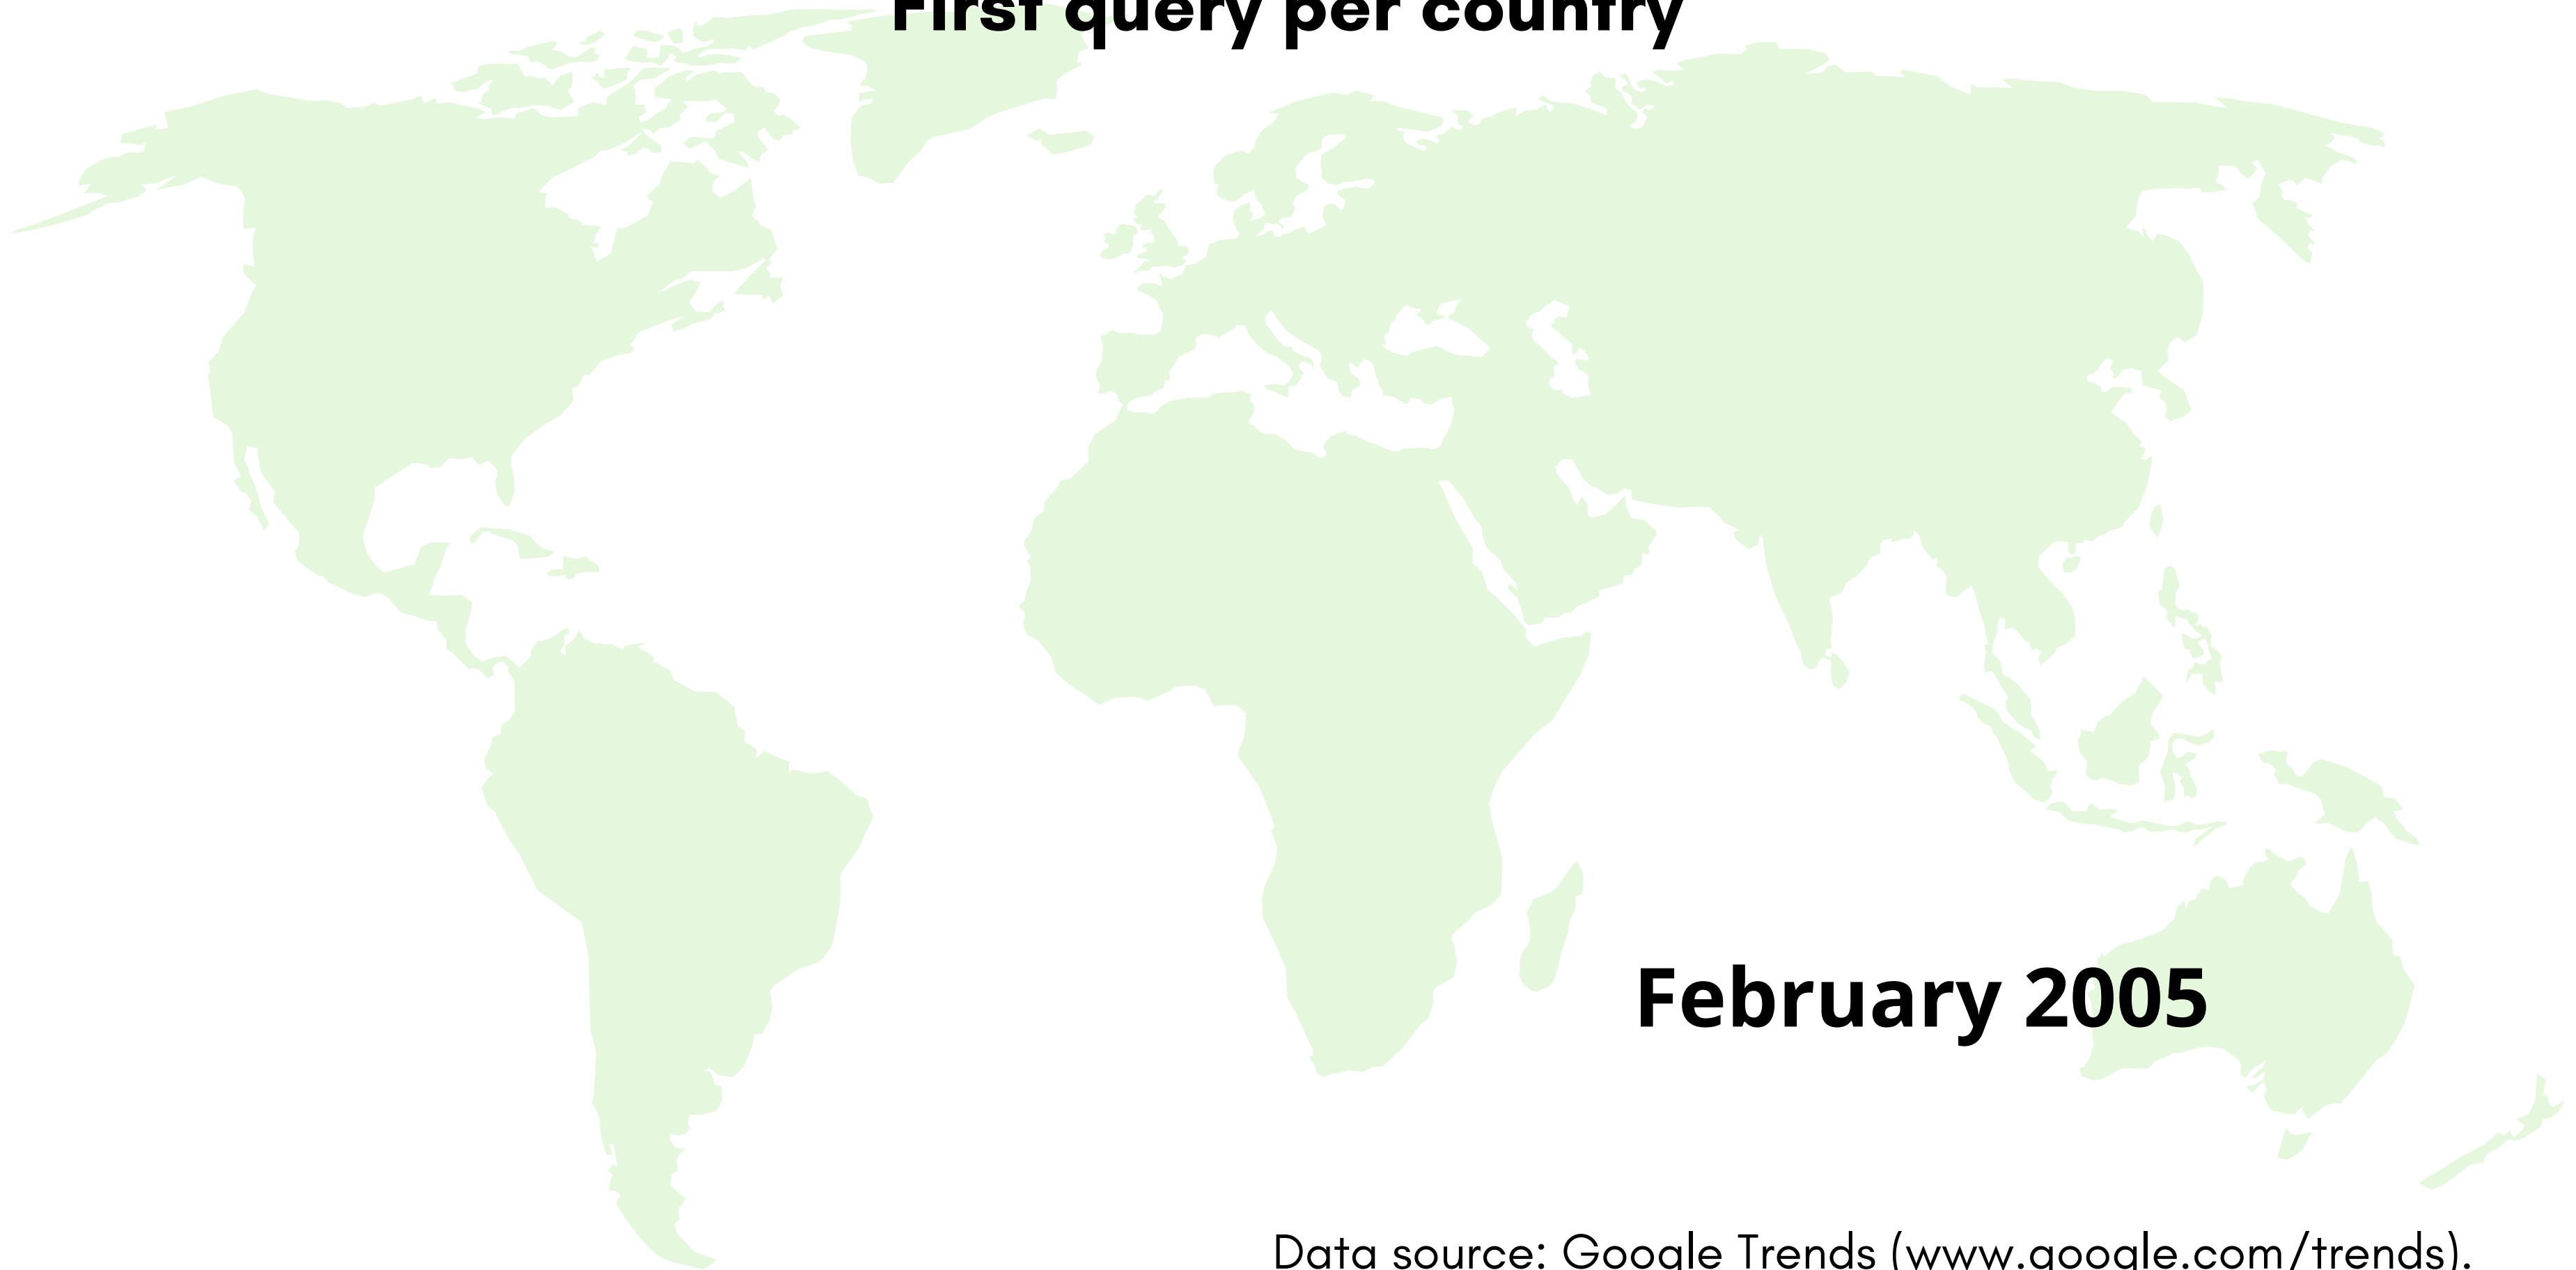 First query per country
February 2005
Data source: Google Trends (www.google.com/trends).